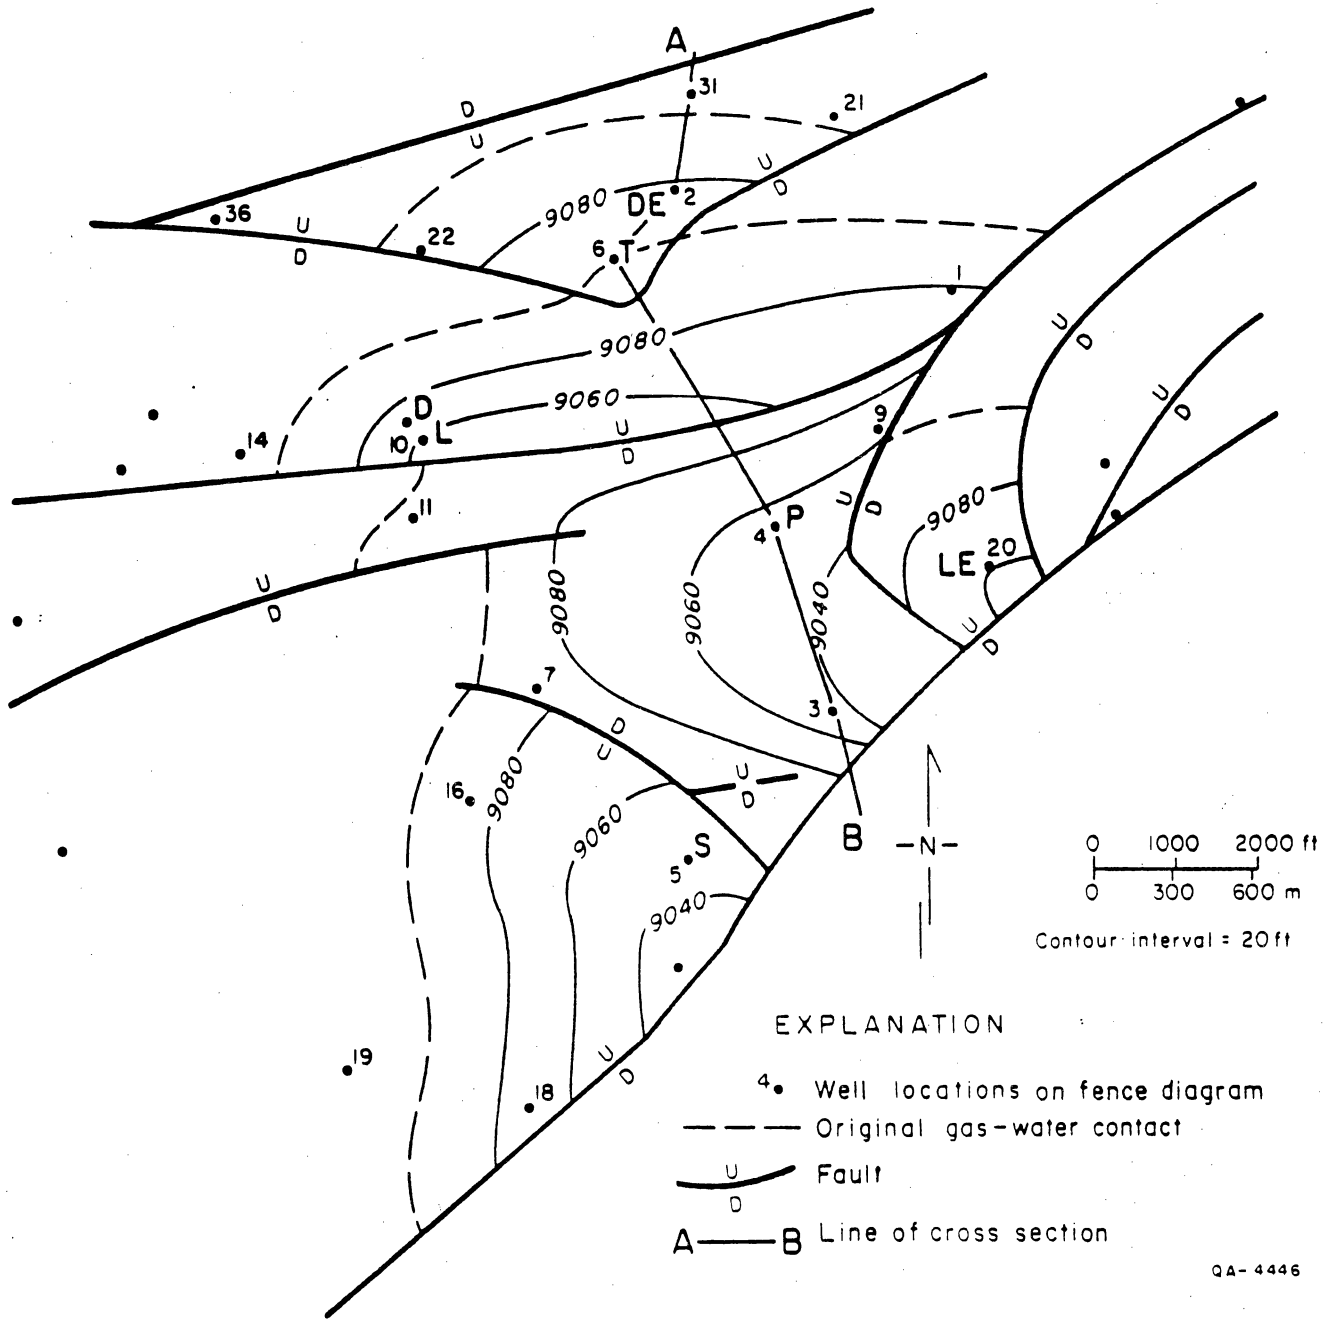 A
31
D
U
21
U
D
DE 2
9080
36
U
D
22
6 T
1
9080
9060
D
10 L
U
D
14
9
11
P
4
U
D
9080
LE 20
U
D
U
D
U
D
9080
9060
9040
U
D
7
3
D
U
U
D
16
9080
9060
S
5
B
-N-
9040
0 1000 2000 ft
0 300 600 m
Contour interval = 20 ft
19
18
U
D
EXPLANATION
4 Well locations on fence diagram
Original gas-water contact
U
D
Fault
A B Line of cross section
QA-4446